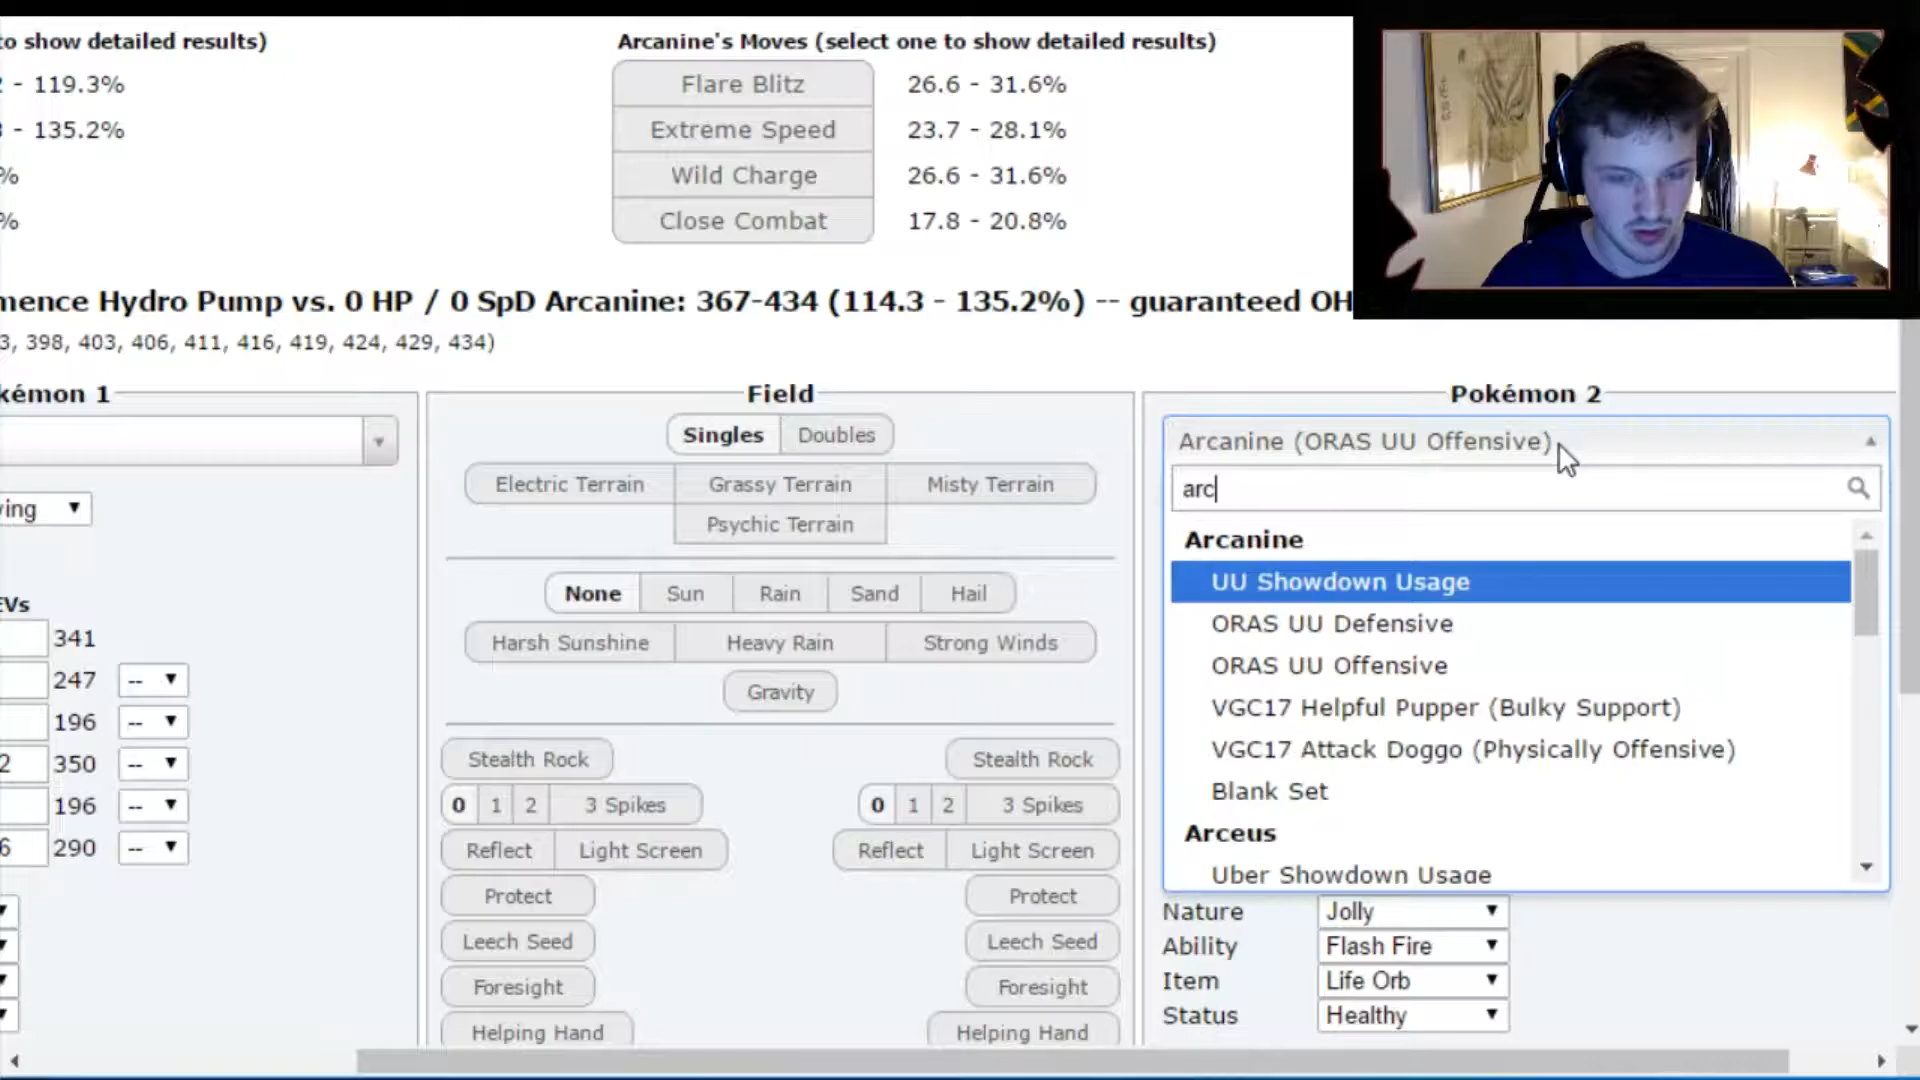 to show detailed results)
- 119.3%
- 135.2%
%
%
Arcanine's Moves (select one to show detailed results)
Flare Blitz 26.6 - 31.6%
Extreme Speed 23.7 - 28.1%
Wild Charge 26.6 - 31.6%
Close Combat 17.8 - 20.8%
mence Hydro Pump vs. 0 HP / 0 SpD Arcanine: 367-434 (114.3 - 135.2%) -- guaranteed OH
3, 398, 403, 406, 411, 416, 419, 424, 429, 434)
kémon 1
ying
EVs
341
247 --
196 --
2 350 --
196 --
6 290 --
Field
Singles Doubles
Electric Terrain Grassy Terrain Misty Terrain
Psychic Terrain
None Sun Rain Sand Hail
Harsh Sunshine Heavy Rain Strong Winds
Gravity
Stealth Rock Stealth Rock
0 1 2 3 Spikes 0 1 2 3 Spikes
Reflect Light Screen Reflect Light Screen
Protect Protect
Leech Seed Leech Seed
Foresight Foresight
Helping Hand Helping Hand
Pokémon 2
Arcanine (ORAS UU Offensive)
arc
Arcanine
UU Showdown Usage
ORAS UU Defensive
ORAS UU Offensive
VGC17 Helpful Pupper (Bulky Support)
VGC17 Attack Doggo (Physically Offensive)
Blank Set
Arceus
Uber Showdown Usage
Nature Jolly
Ability Flash Fire
Item Life Orb
Status Healthy